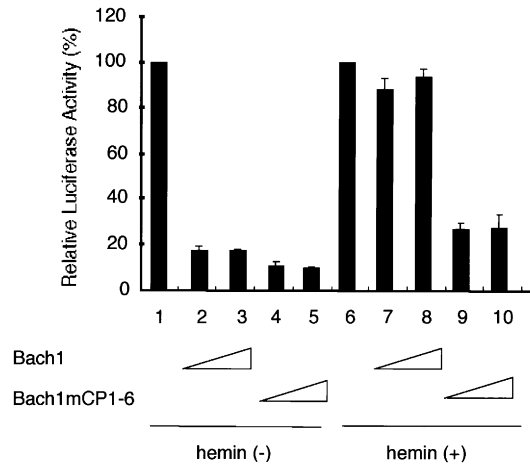 Relative Luciferase Activity (%)
120
100
80
60
40
20
0
1 2 3 4 5 6 7 8 9 10
Bach1
Bach1mCP1-6
hemin (-) hemin (+)